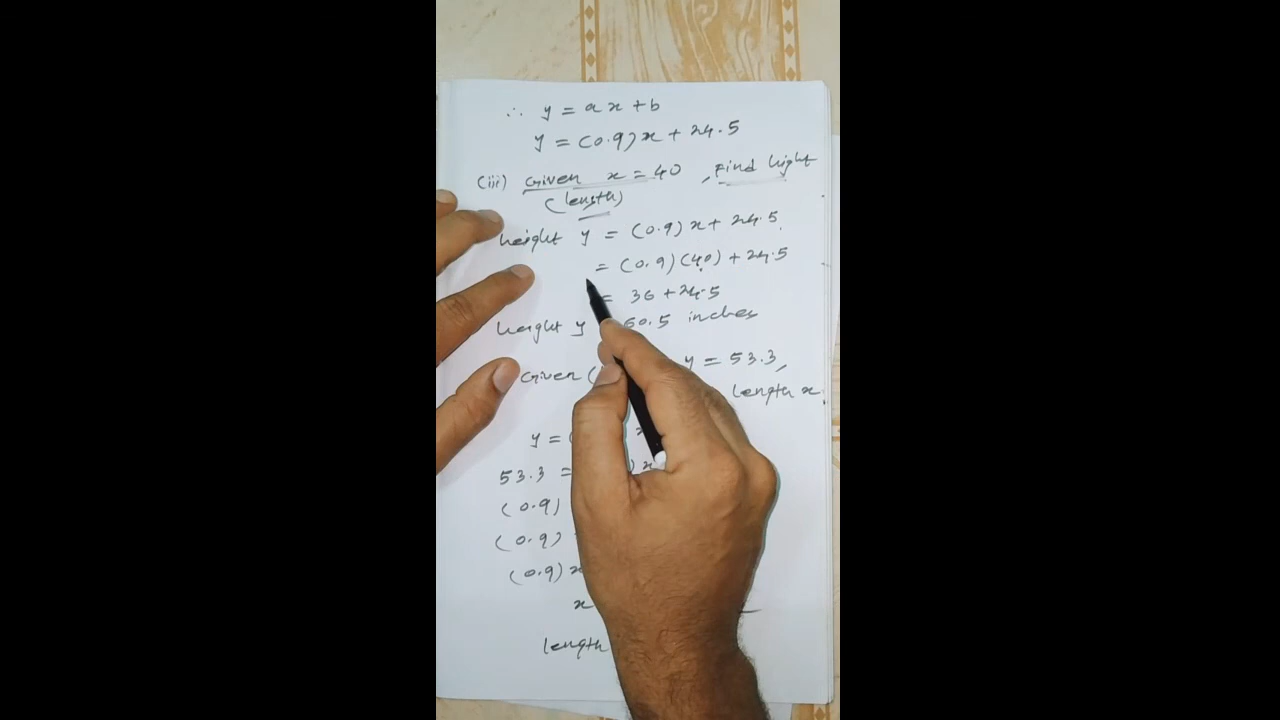 ∴ y = ax + b
y = (0.9)x + 24.5
(iii) Given x = 40, Find hight
(length)
height y = (0.9)x + 24.5
= (0.9)(40) + 24.5
= 36 + 24.5
height y 60.5 inches
Given ( y = 53.3,
length x
y = (
53.3 = ) x
(0.9)
(0.9)
(0.9) x
x
length